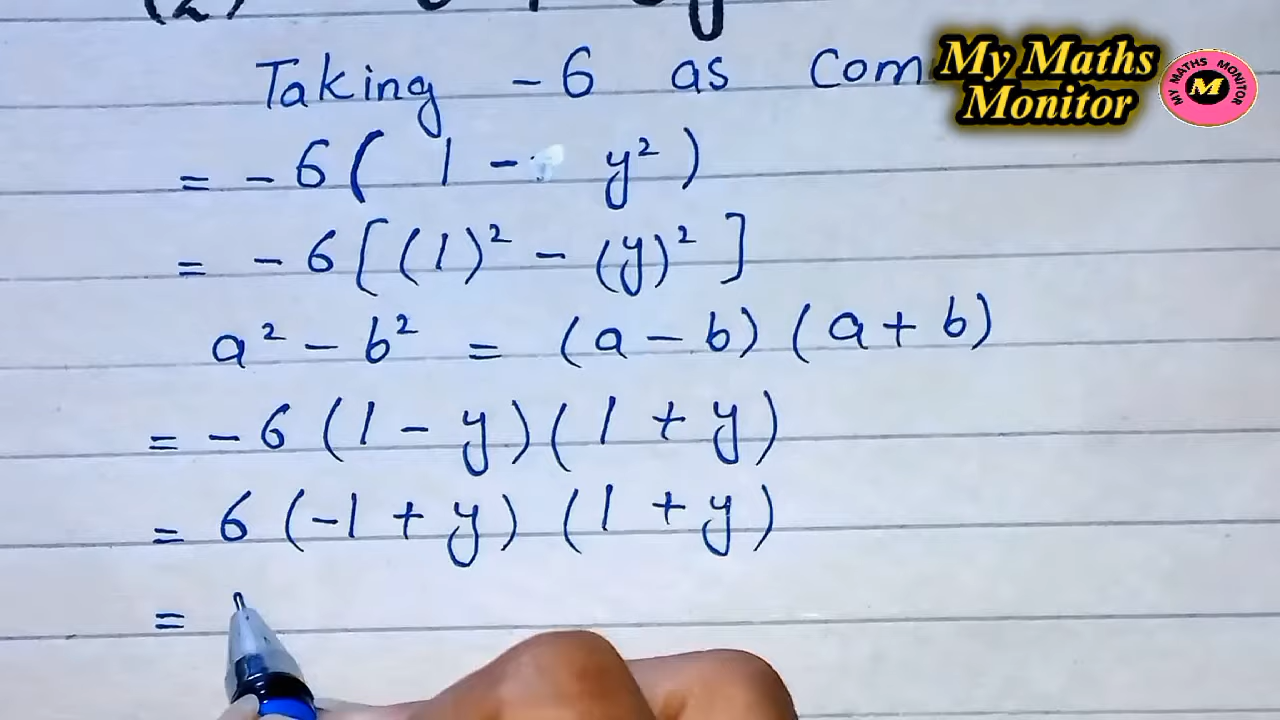 (2)
Taking -6 as com
My Maths Monitor
MY MATHS MONITOR
M
= -6( 1 - y²)
= -6[(1)² - (y)²]
a² - b² = (a - b) (a + b)
= -6 (1 - y)(1 + y)
= 6 (-1 + y) (1 + y)
=